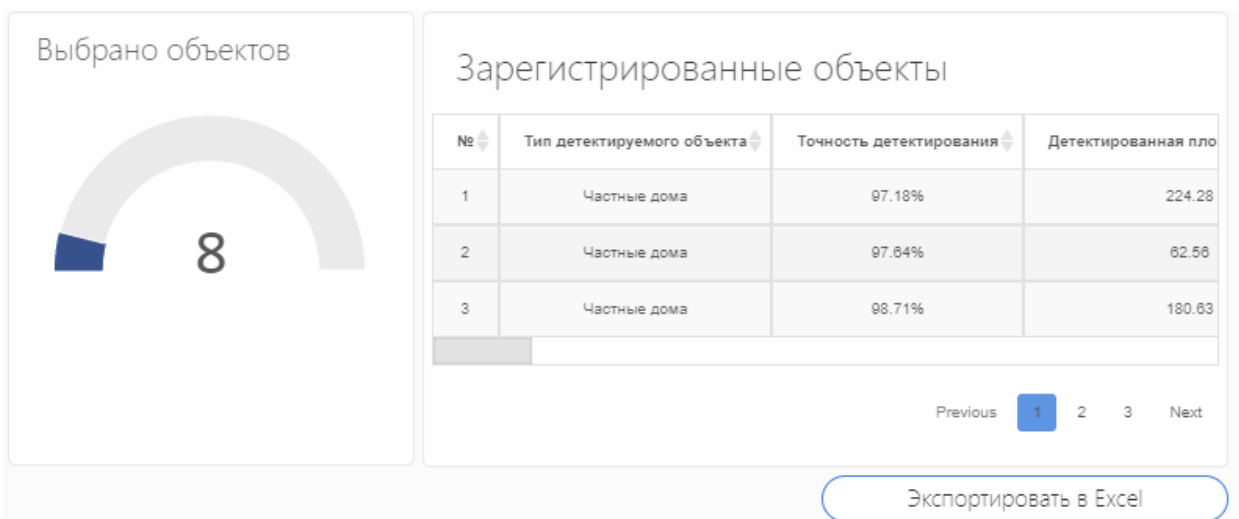 Выбрано объектов
8
Зарегистрированные объекты
№ Тип детектируемого объекта Точность детектирования Детектированная пло
1 Частные дома 97.18% 224.28
2 Частные дома 97.64% 62.56
3 Частные дома 98.71% 180.63
Previous 1 2 3 Next
Экспортировать в Excel